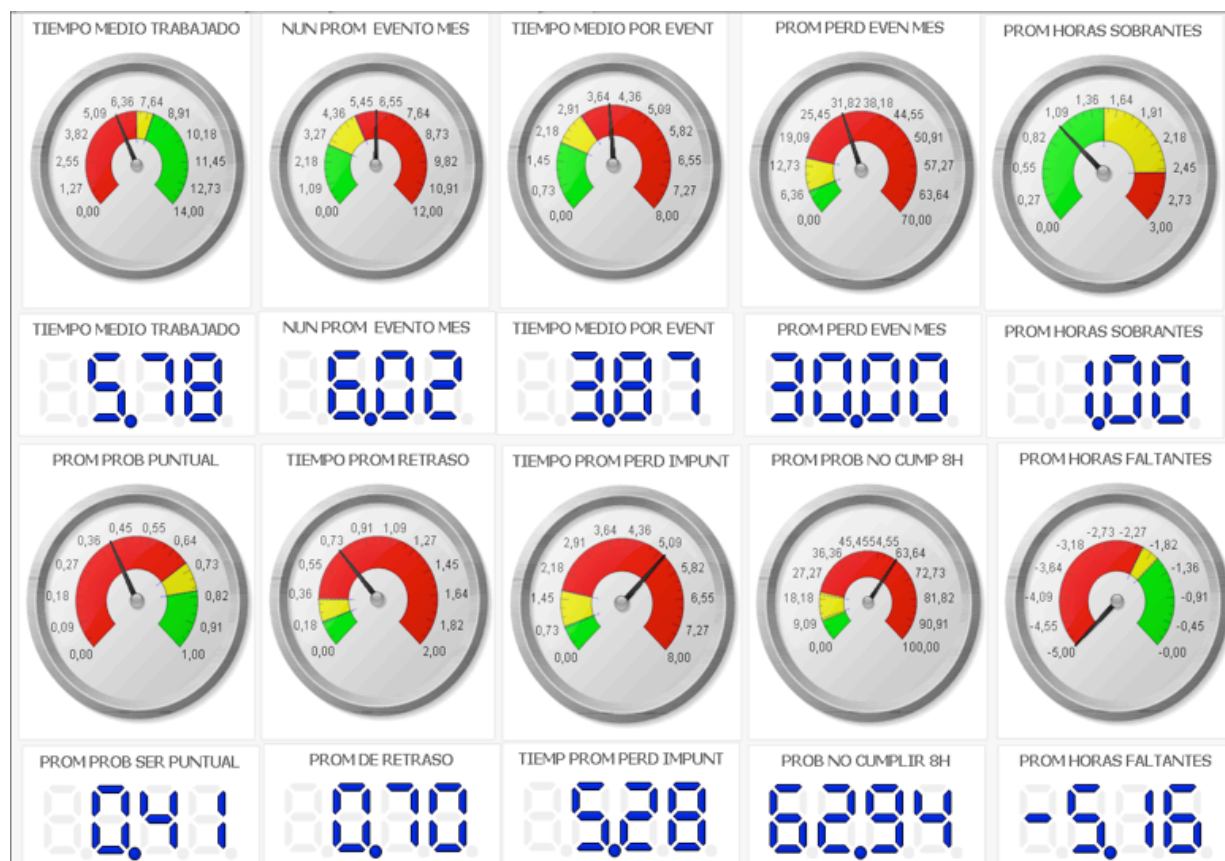 TIEMPO MEDIO TRABAJADO
NUN PROM EVENTO MES
TIEMPO MEDIO POR EVENT
PROM PERD EVEN MES
PROM HORAS SOBRANTES
0,00 1,27 2,55 3,82 5,09 6,36 7,64 8,91 10,18 11,45 12,73 14,00
0,00 1,09 2,18 3,27 4,36 5,45 6,55 7,64 8,73 9,82 10,91 12,00
0,00 0,73 1,45 2,18 2,91 3,64 4,36 5,09 5,82 6,55 7,27 8,00
0,00 6,36 12,73 19,09 25,45 31,82 38,18 44,55 50,91 57,27 63,64 70,00
0,00 0,27 0,55 0,82 1,09 1,36 1,64 1,91 2,18 2,45 2,73 3,00
TIEMPO MEDIO TRABAJADO
NUN PROM EVENTO MES
TIEMPO MEDIO POR EVENT
PROM PERD EVEN MES
PROM HORAS SOBRANTES
5.78
6.02
3.87
30.00
1.00
PROM PROB PUNTUAL
TIEMPO PROM RETRASO
TIEMPO PROM PERD IMPUNT
PROM PROB NO CUMP 8H
PROM HORAS FALTANTES
0,00 0,09 0,18 0,27 0,36 0,45 0,55 0,64 0,73 0,82 0,91 1,00
0,00 0,18 0,36 0,55 0,73 0,91 1,09 1,27 1,45 1,64 1,82 2,00
0,00 0,73 1,45 2,18 2,91 3,64 4,36 5,09 5,82 6,55 7,27 8,00
0,00 9,09 18,18 27,27 36,36 45,45 54,55 63,64 72,73 81,82 90,91 100,00
-5,00 -4,55 -4,09 -3,64 -3,18 -2,73 -2,27 -1,82 -1,36 -0,91 -0,45 -0,00
PROM PROB SER PUNTUAL
PROM DE RETRASO
TIEMP PROM PERD IMPUNT
PROB NO CUMPLIR 8H
PROM HORAS FALTANTES
0.41
0.70
5.28
62.94
-5.16